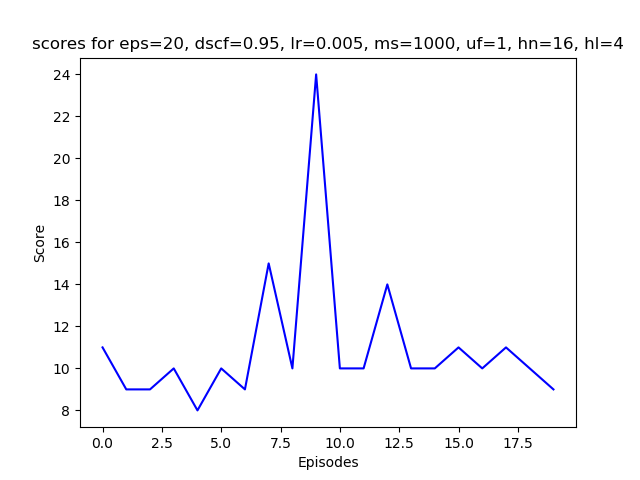 scores for eps=20, dscf=0.95, lr=0.005, ms=1000, uf=1, hn=16, hl=4
24
22
20
18
16
14
12
10
8
Score
0.0 2.5 5.0 7.5 10.0 12.5 15.0 17.5
Episodes